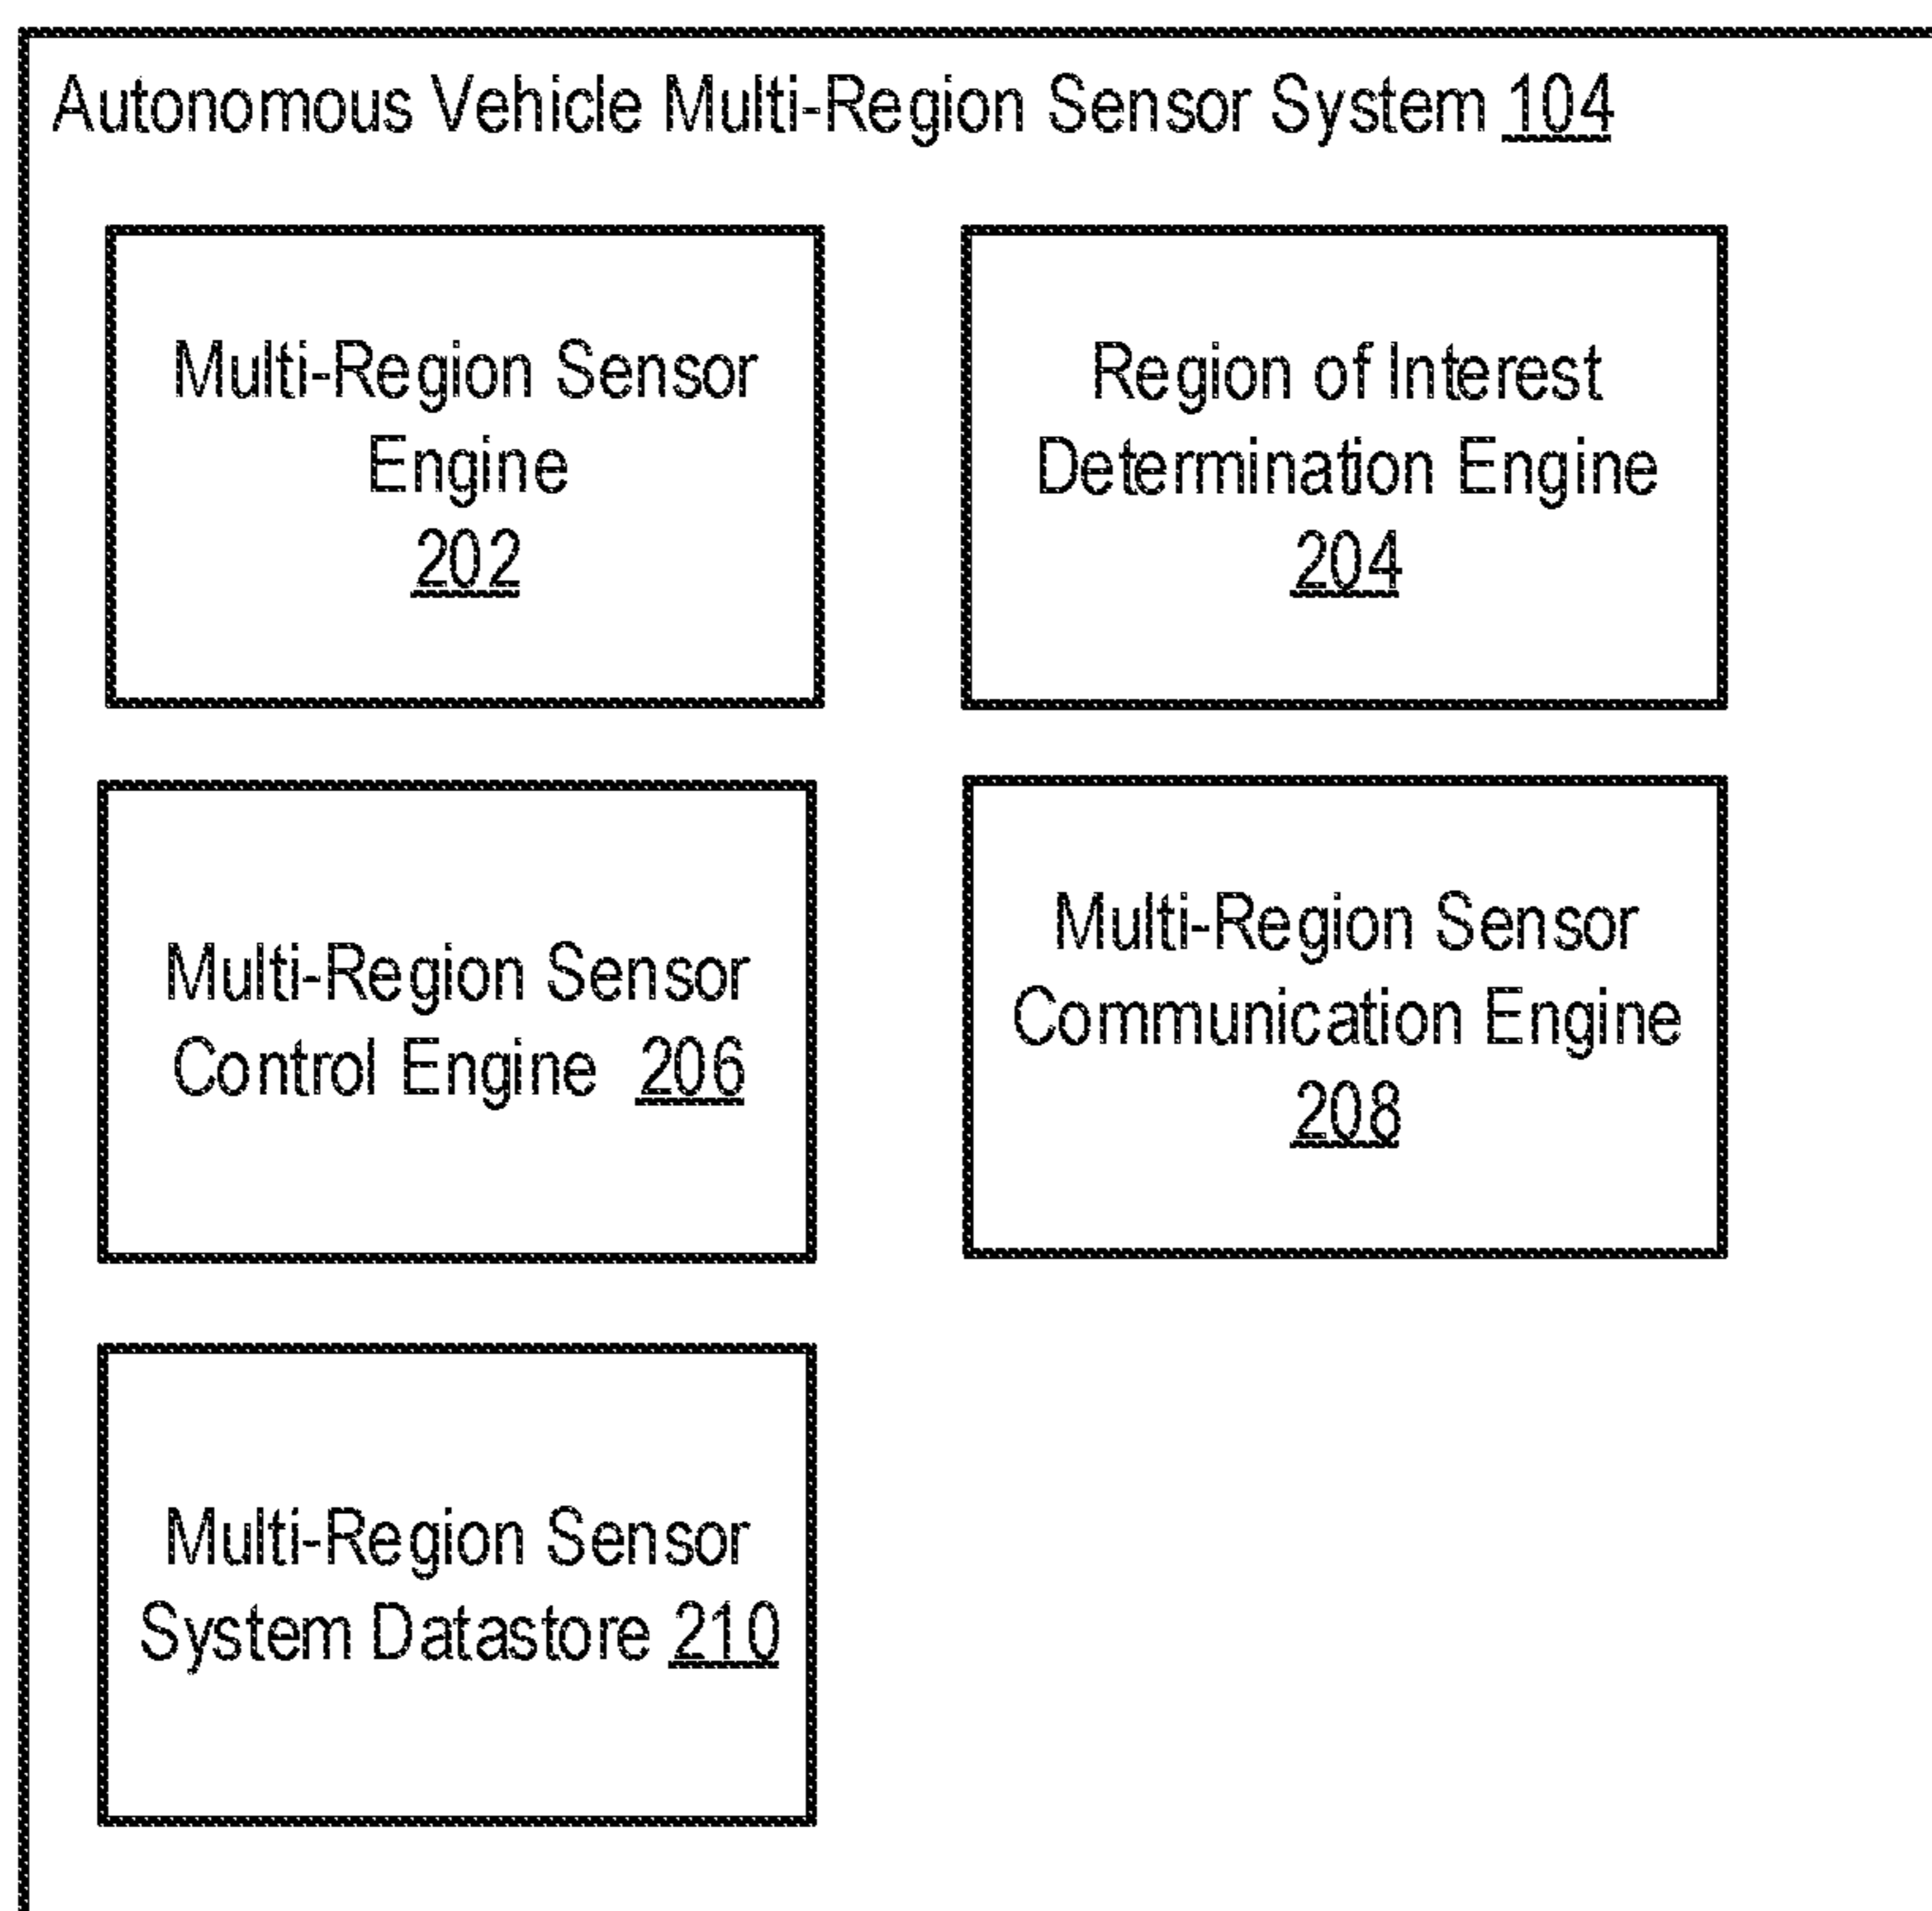 Autonomous Vehicle Multi-Region Sensor System 104
Multi-Region Sensor
Engine
202
Region of Interest
Determination Engine
204
Multi-Region Sensor
Control Engine 206
Multi-Region Sensor
Communication Engine
208
Multi-Region Sensor
System Datastore 210